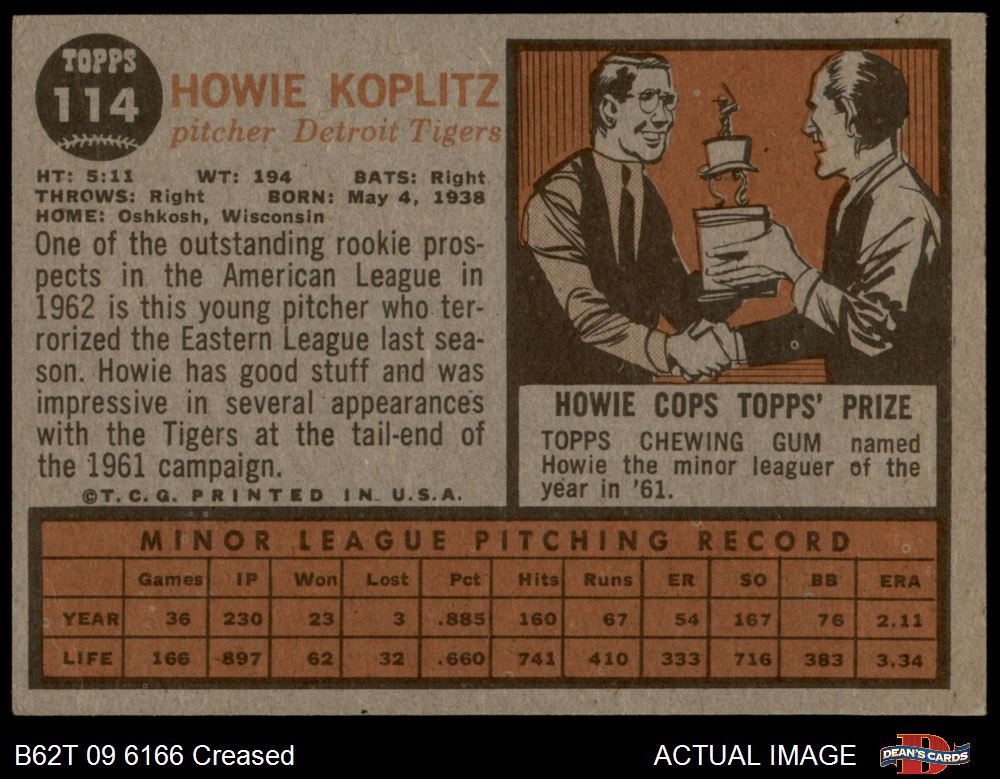 TOPPS
114
HOWIE KOPLITZ
pitcher Detroit Tigers
HT: 5:11 WT: 194 BATS: Right
THROWS: Right BORN: May 4, 1938
HOME: Oshkosh, Wisconsin
One of the outstanding rookie pros-
pects in the American League in
1962 is this young pitcher who ter-
rorized the Eastern League last sea-
son. Howie has good stuff and was
impressive in several appearances
with the Tigers at the tail-end of
the 1961 campaign.
©T.C.G. PRINTED IN U.S.A.
HOWIE COPS TOPPS' PRIZE
TOPPS CHEWING GUM named
Howie the minor leaguer of the
year in '61.
MINOR LEAGUE PITCHING RECORD
Games IP Won Lost Pct Hits Runs ER SO BB ERA
YEAR 36 230 23 3 .885 160 67 54 167 76 2.11
LIFE 166 897 62 32 .660 741 410 333 716 383 3.34
B62T 09 6166 Creased
ACTUAL IMAGE
DEAN'S CARDS